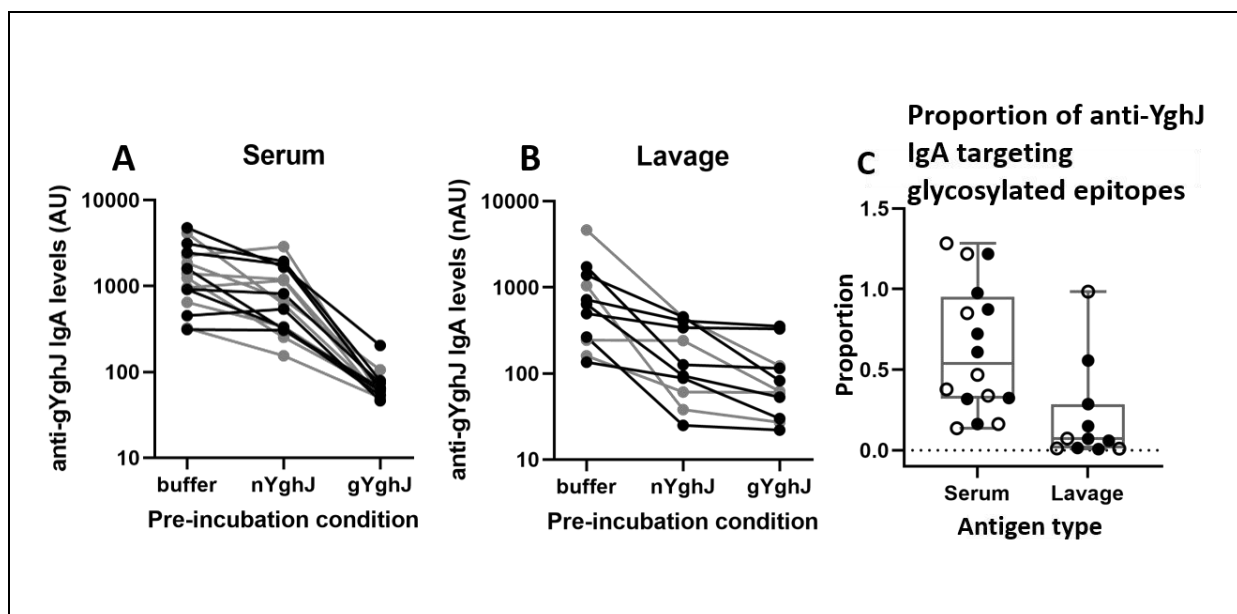 A
Serum
anti-gYghJ IgA levels (AU)
10000
1000
100
10
buffer
nYghJ
gYghJ
Pre-incubation condition
B
Lavage
anti-gYghJ IgA levels (nAU)
10000
1000
100
10
buffer
nYghJ
gYghJ
Pre-incubation condition
C
Proportion of anti-YghJ
IgA targeting
glycosylated epitopes
Proportion
1.5
1.0
0.5
0.0
Serum
Lavage
Antigen type